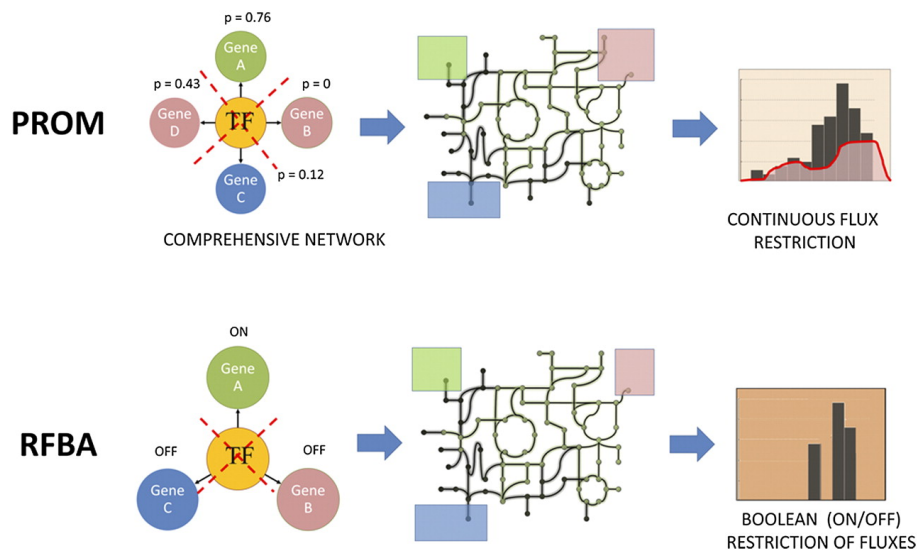 p = 0.76
Gene
A
p = 0.43
p = 0
PROM
Gene
D
TF
Gene
B
Gene
C
p = 0.12
COMPREHENSIVE NETWORK
CONTINUOUS FLUX
RESTRICTION
ON
Gene
A
RFBA
OFF
TF
OFF
Gene
C
Gene
B
BOOLEAN (ON/OFF)
RESTRICTION OF FLUXES